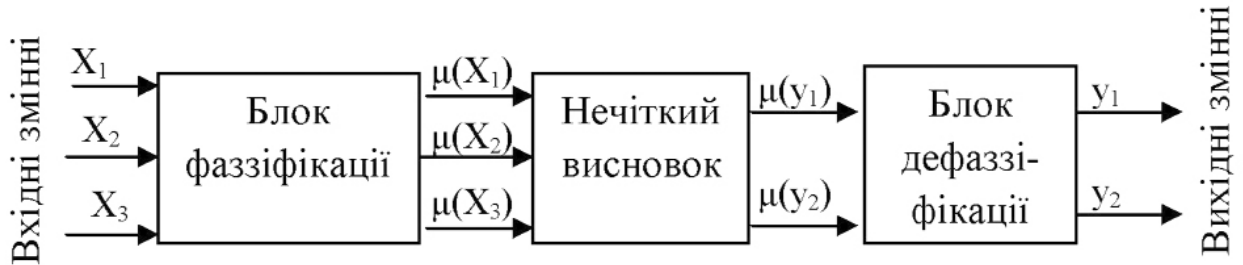 Вхідні змінні
X₁
X₂
X₃
Блок
фаззіфікації
μ(X₁)
μ(X₂)
μ(X₃)
Нечіткий
висновок
μ(y₁)
μ(y₂)
Блок
дефаззі-
фікації
y₁
y₂
Вихідні змінні